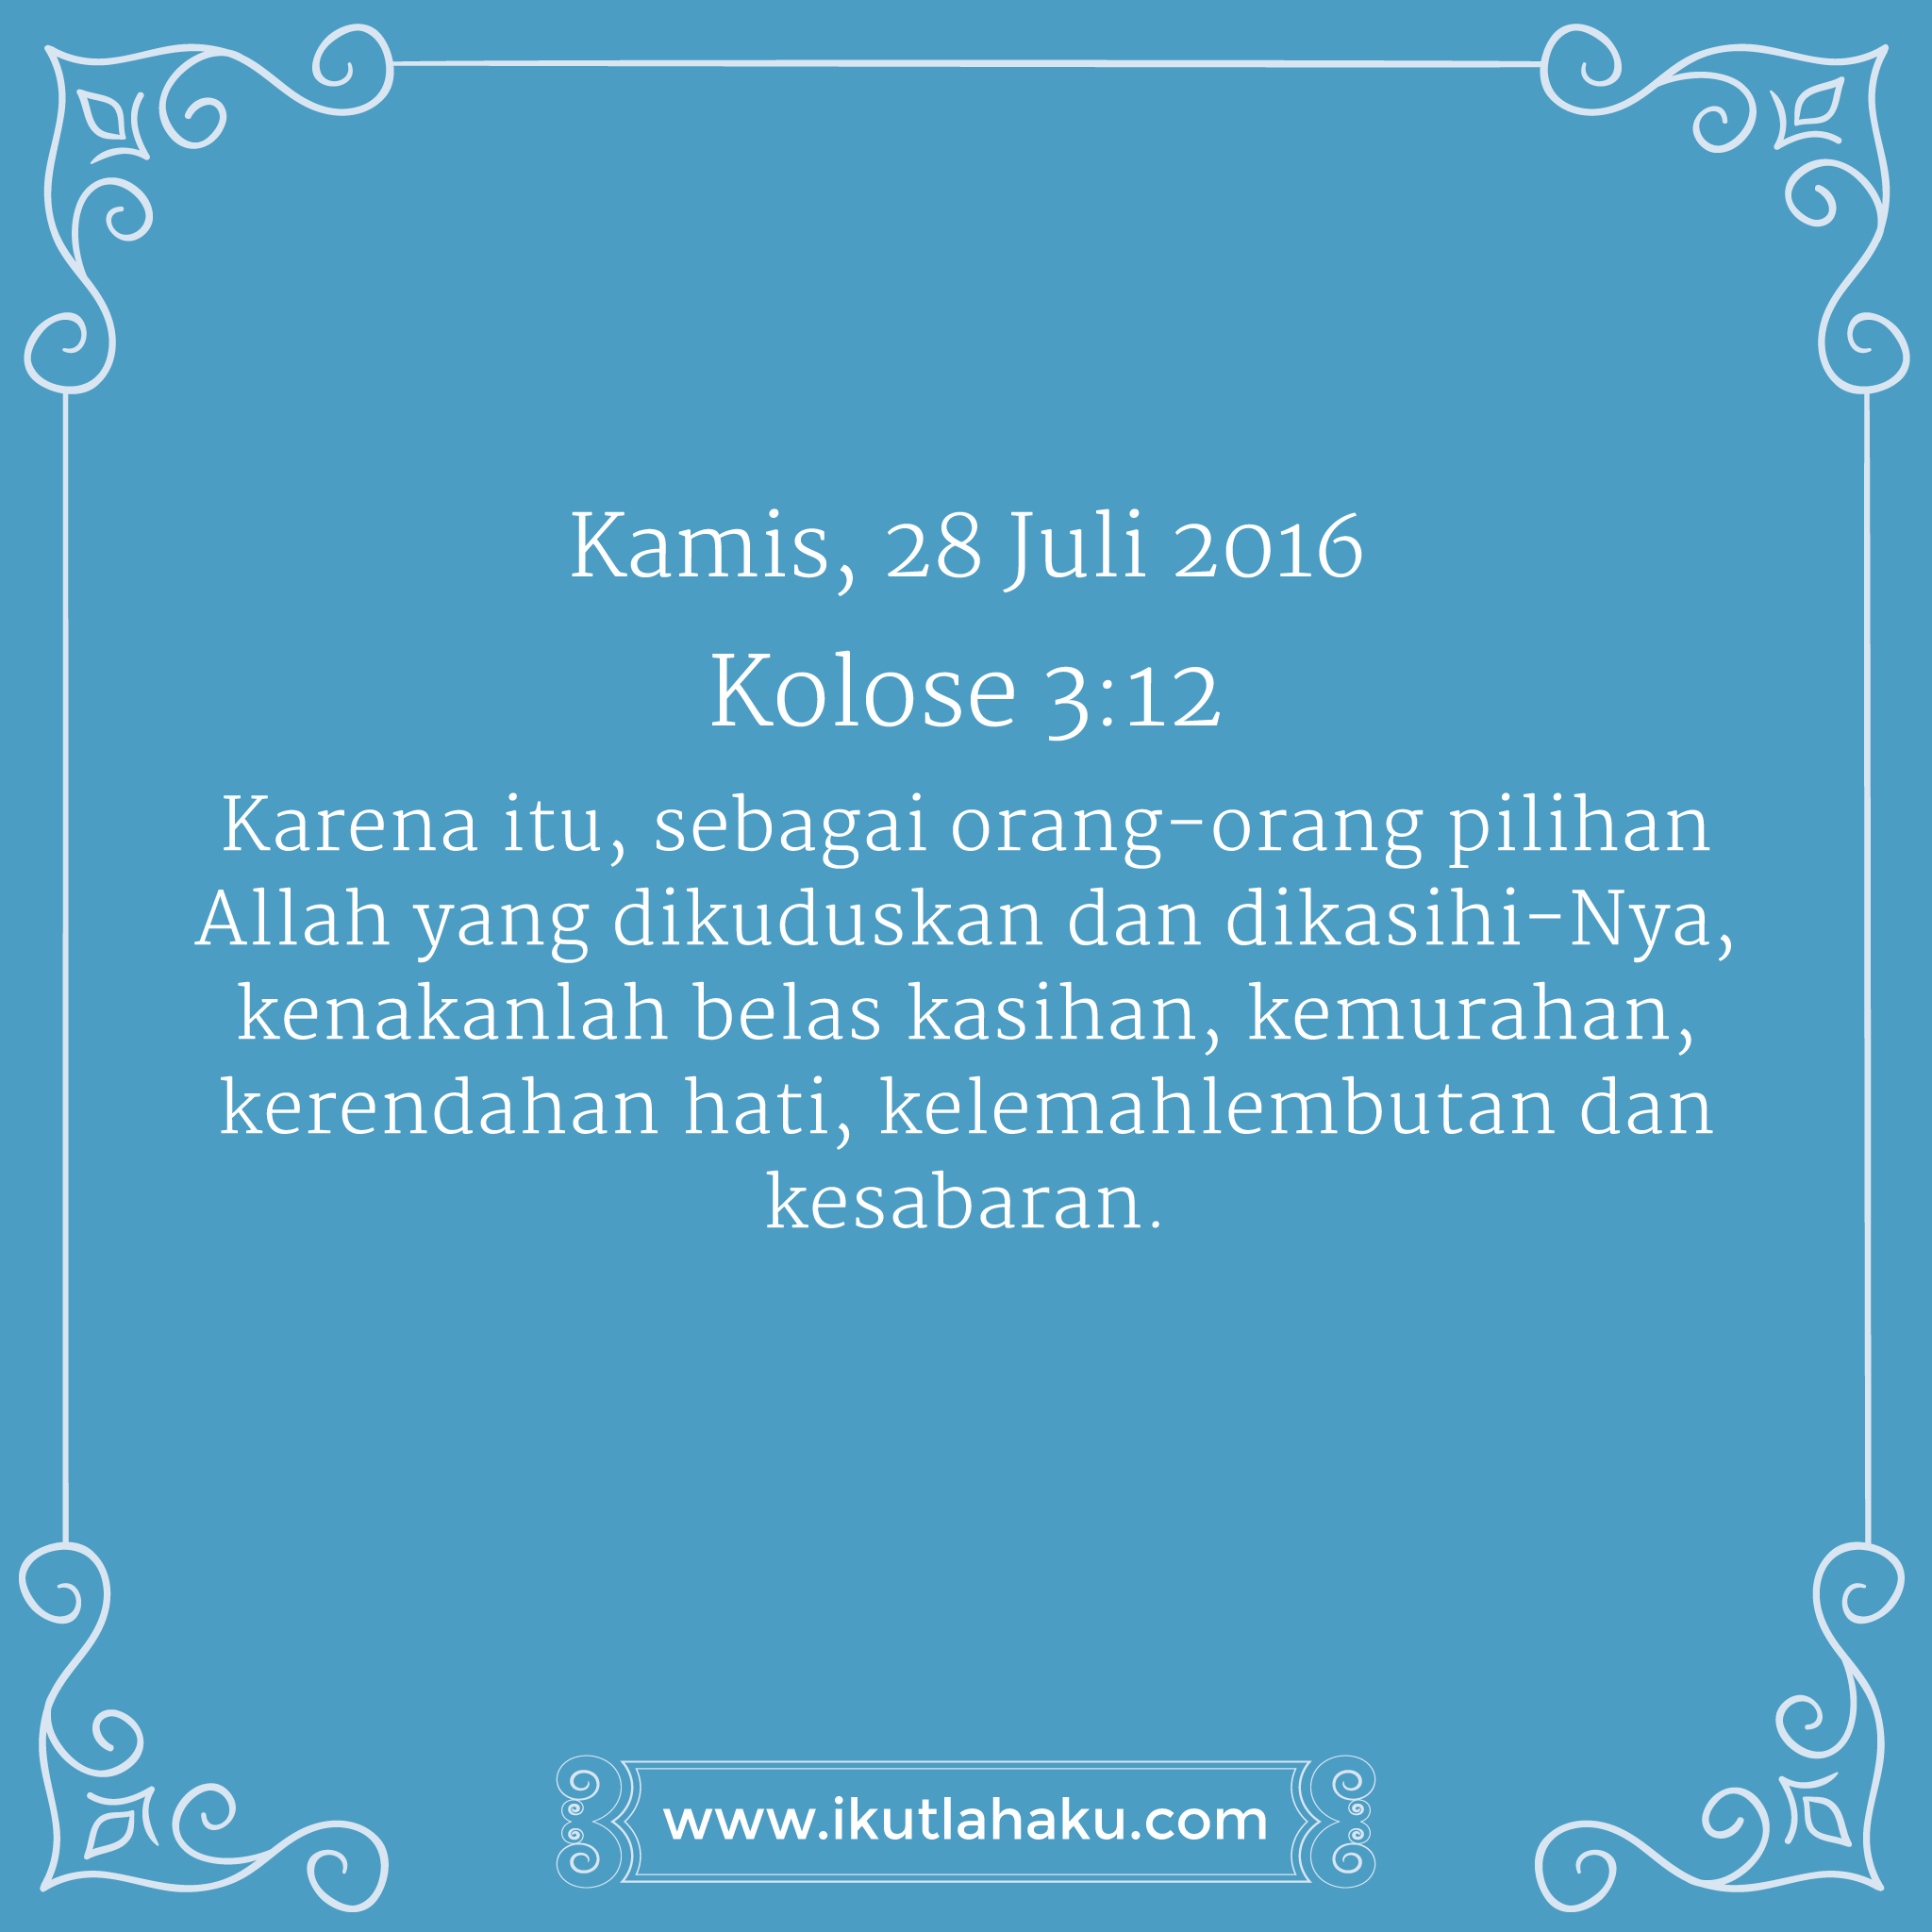 Kamis, 28 Juli 2016
Kolose 3:12
Karena itu, sebagai orang-orang pilihan
Allah yang dikuduskan dan dikasihi-Nya,
kenakanlah belas kasihan, kemurahan,
kerendahan hati, kelemahlembutan dan
kesabaran.
www.ikutlahaku.com